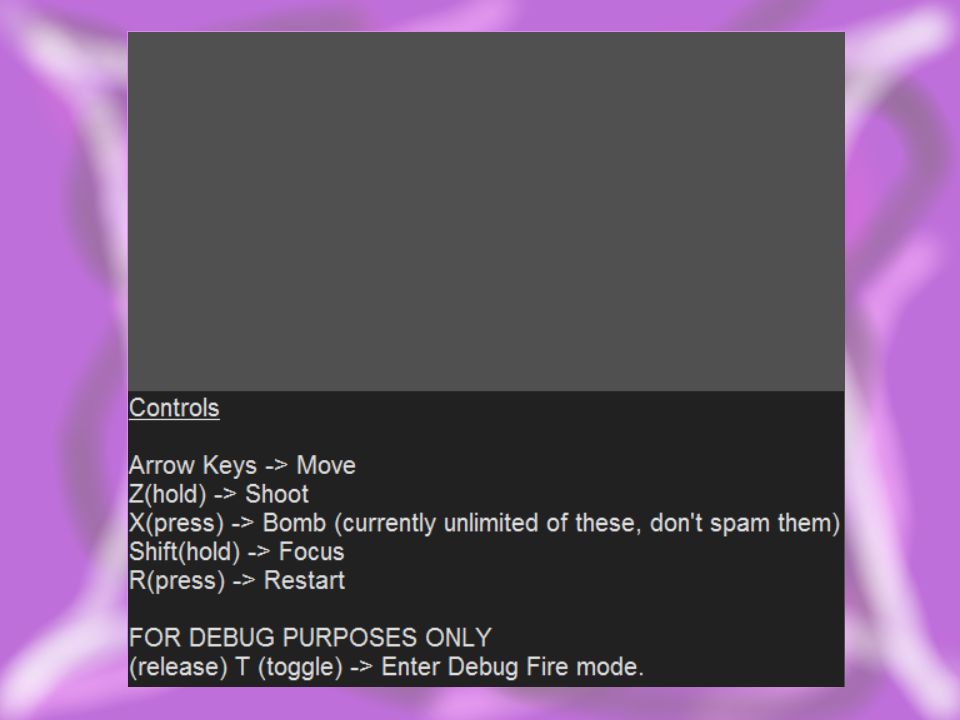 Controls
Arrow Keys -> Move
Z(hold) -> Shoot
X(press) -> Bomb (currently unlimited of these, don't spam them)
Shift(hold) -> Focus
R(press) -> Restart
FOR DEBUG PURPOSES ONLY
(release) T (toggle) -> Enter Debug Fire mode.